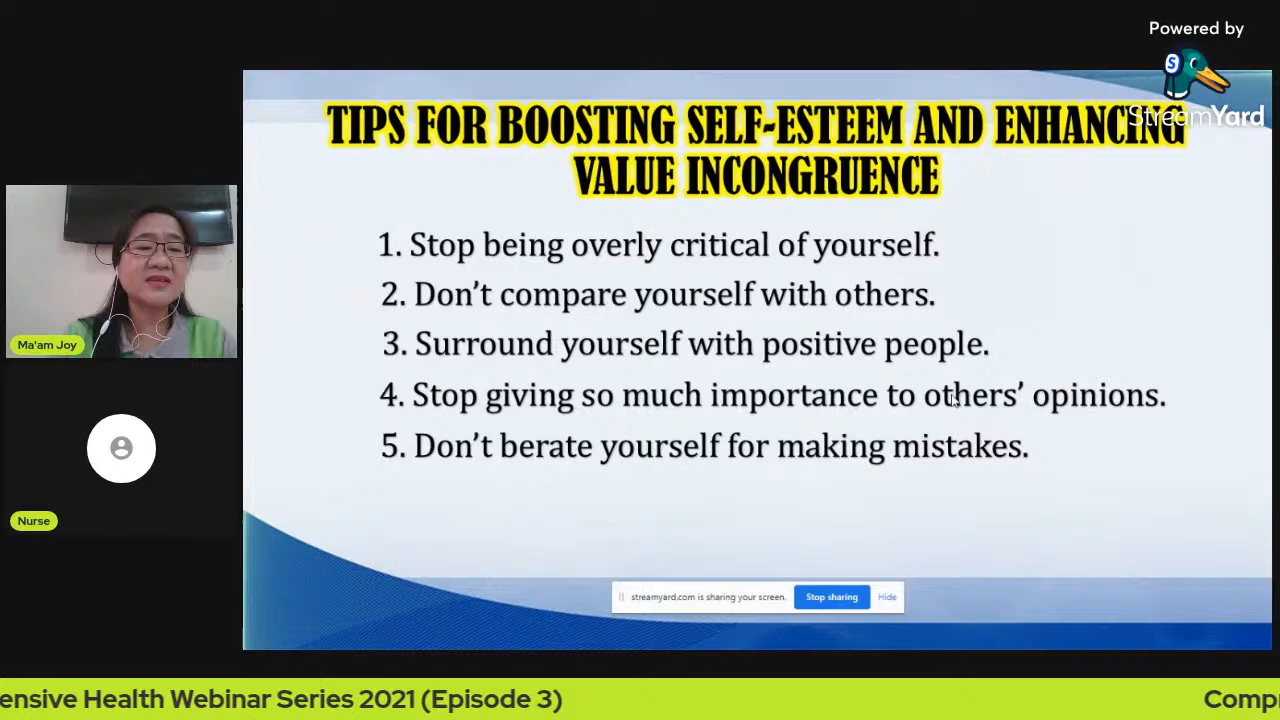 Powered by
StreamYard
TIPS FOR BOOSTING SELF-ESTEEM AND ENHANCING
VALUE INCONGRUENCE
1. Stop being overly critical of yourself.
2. Don’t compare yourself with others.
3. Surround yourself with positive people.
4. Stop giving so much importance to others’ opinions.
5. Don’t berate yourself for making mistakes.
Ma'am Joy
Nurse
streamyard.com is sharing your screen. Stop sharing Hide
ensive Health Webinar Series 2021 (Episode 3) Comp